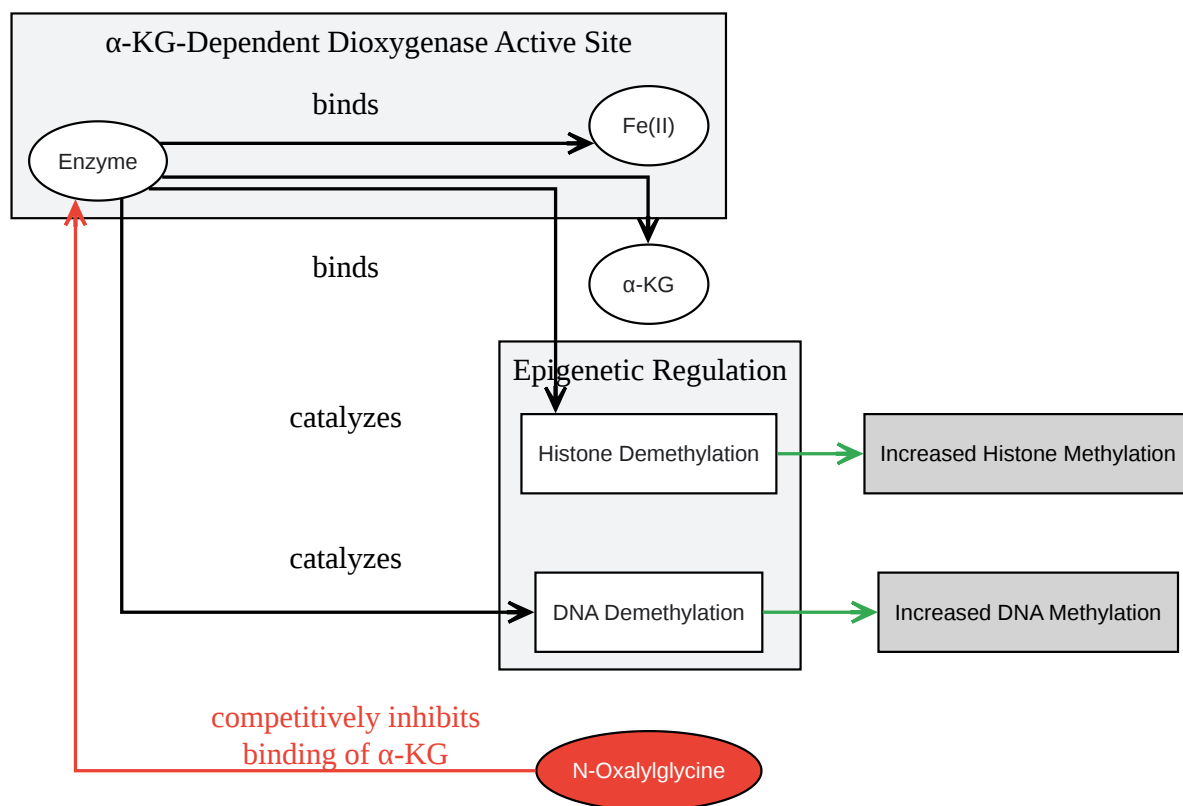 α-KG-Dependent Dioxygenase Active Site
binds
Fe(II)
Enzyme
binds
α-KG
Epigenetic Regulation
catalyzes
Histone Demethylation
Increased Histone Methylation
catalyzes
DNA Demethylation
Increased DNA Methylation
competitively inhibits
binding of α-KG
N-Oxalylglycine